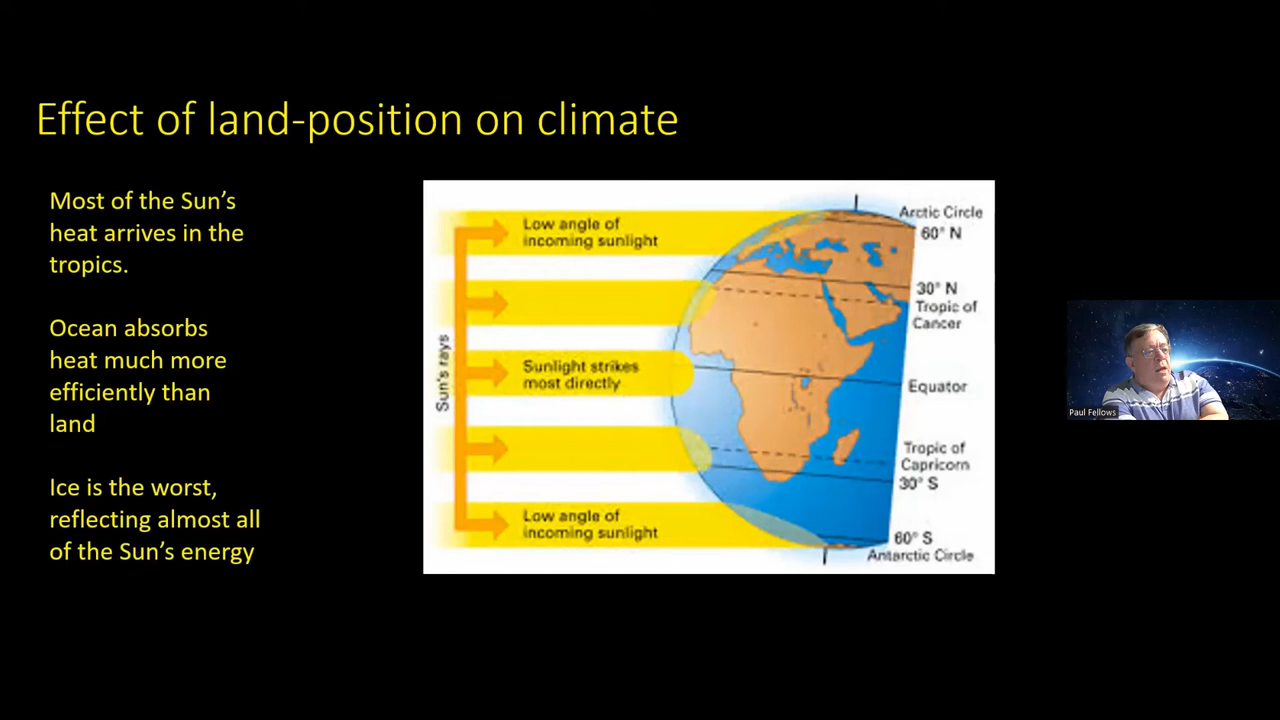 Effect of land-position on climate
Most of the Sun’s
heat arrives in the
tropics.
Ocean absorbs
heat much more
efficiently than
land
Ice is the worst,
reflecting almost all
of the Sun’s energy
Sun's rays
Low angle of
incoming sunlight
Sunlight strikes
most directly
Low angle of
incoming sunlight
Arctic Circle
60° N
30° N
Tropic of
Cancer
Equator
Tropic of
Capricorn
30° S
60° S
Antarctic Circle
Paul Fellows